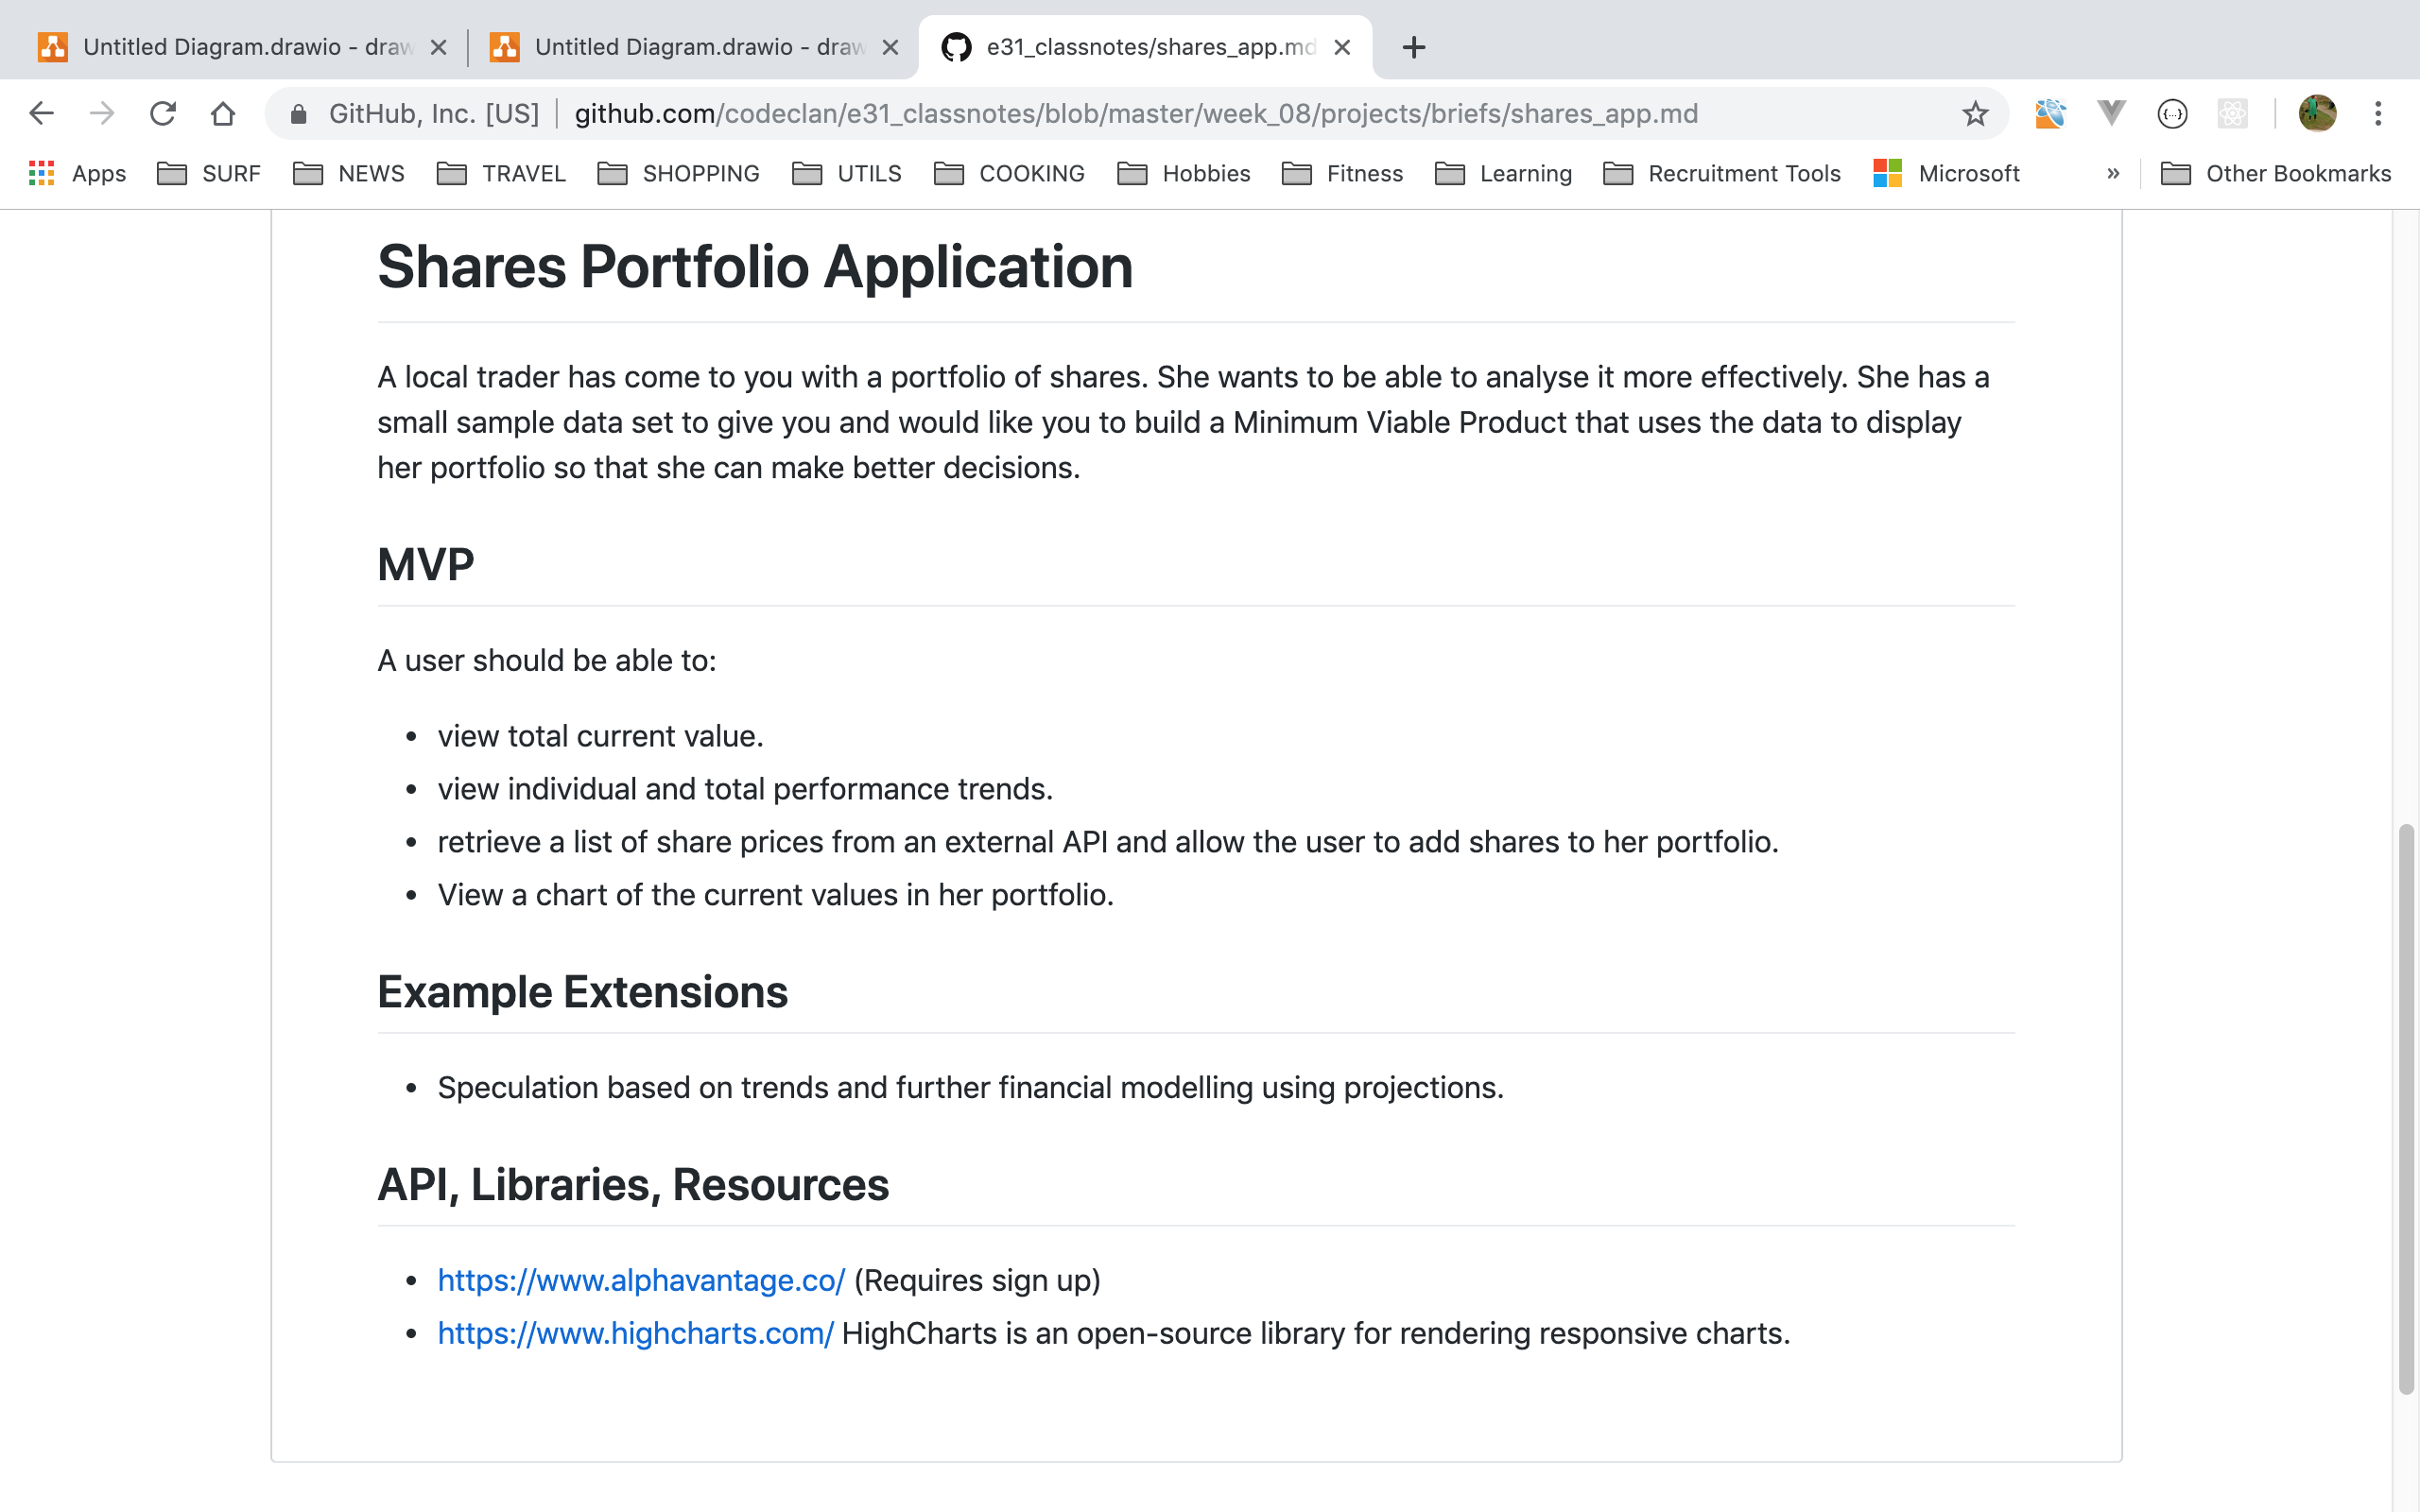 Untitled Diagram.drawio - draw
Untitled Diagram.drawio - draw
e31_classnotes/shares_app.md
GitHub, Inc. [US]
github.com/codeclan/e31_classnotes/blob/master/week_08/projects/briefs/shares_app.md
Apps SURF NEWS TRAVEL SHOPPING UTILS COOKING Hobbies Fitness Learning Recruitment Tools Microsoft » Other Bookmarks
Shares Portfolio Application
A local trader has come to you with a portfolio of shares. She wants to be able to analyse it more effectively. She has a
small sample data set to give you and would like you to build a Minimum Viable Product that uses the data to display
her portfolio so that she can make better decisions.
MVP
A user should be able to:
• view total current value.
• view individual and total performance trends.
• retrieve a list of share prices from an external API and allow the user to add shares to her portfolio.
• View a chart of the current values in her portfolio.
Example Extensions
• Speculation based on trends and further financial modelling using projections.
API, Libraries, Resources
• https://www.alphavantage.co/ (Requires sign up)
• https://www.highcharts.com/ HighCharts is an open-source library for rendering responsive charts.